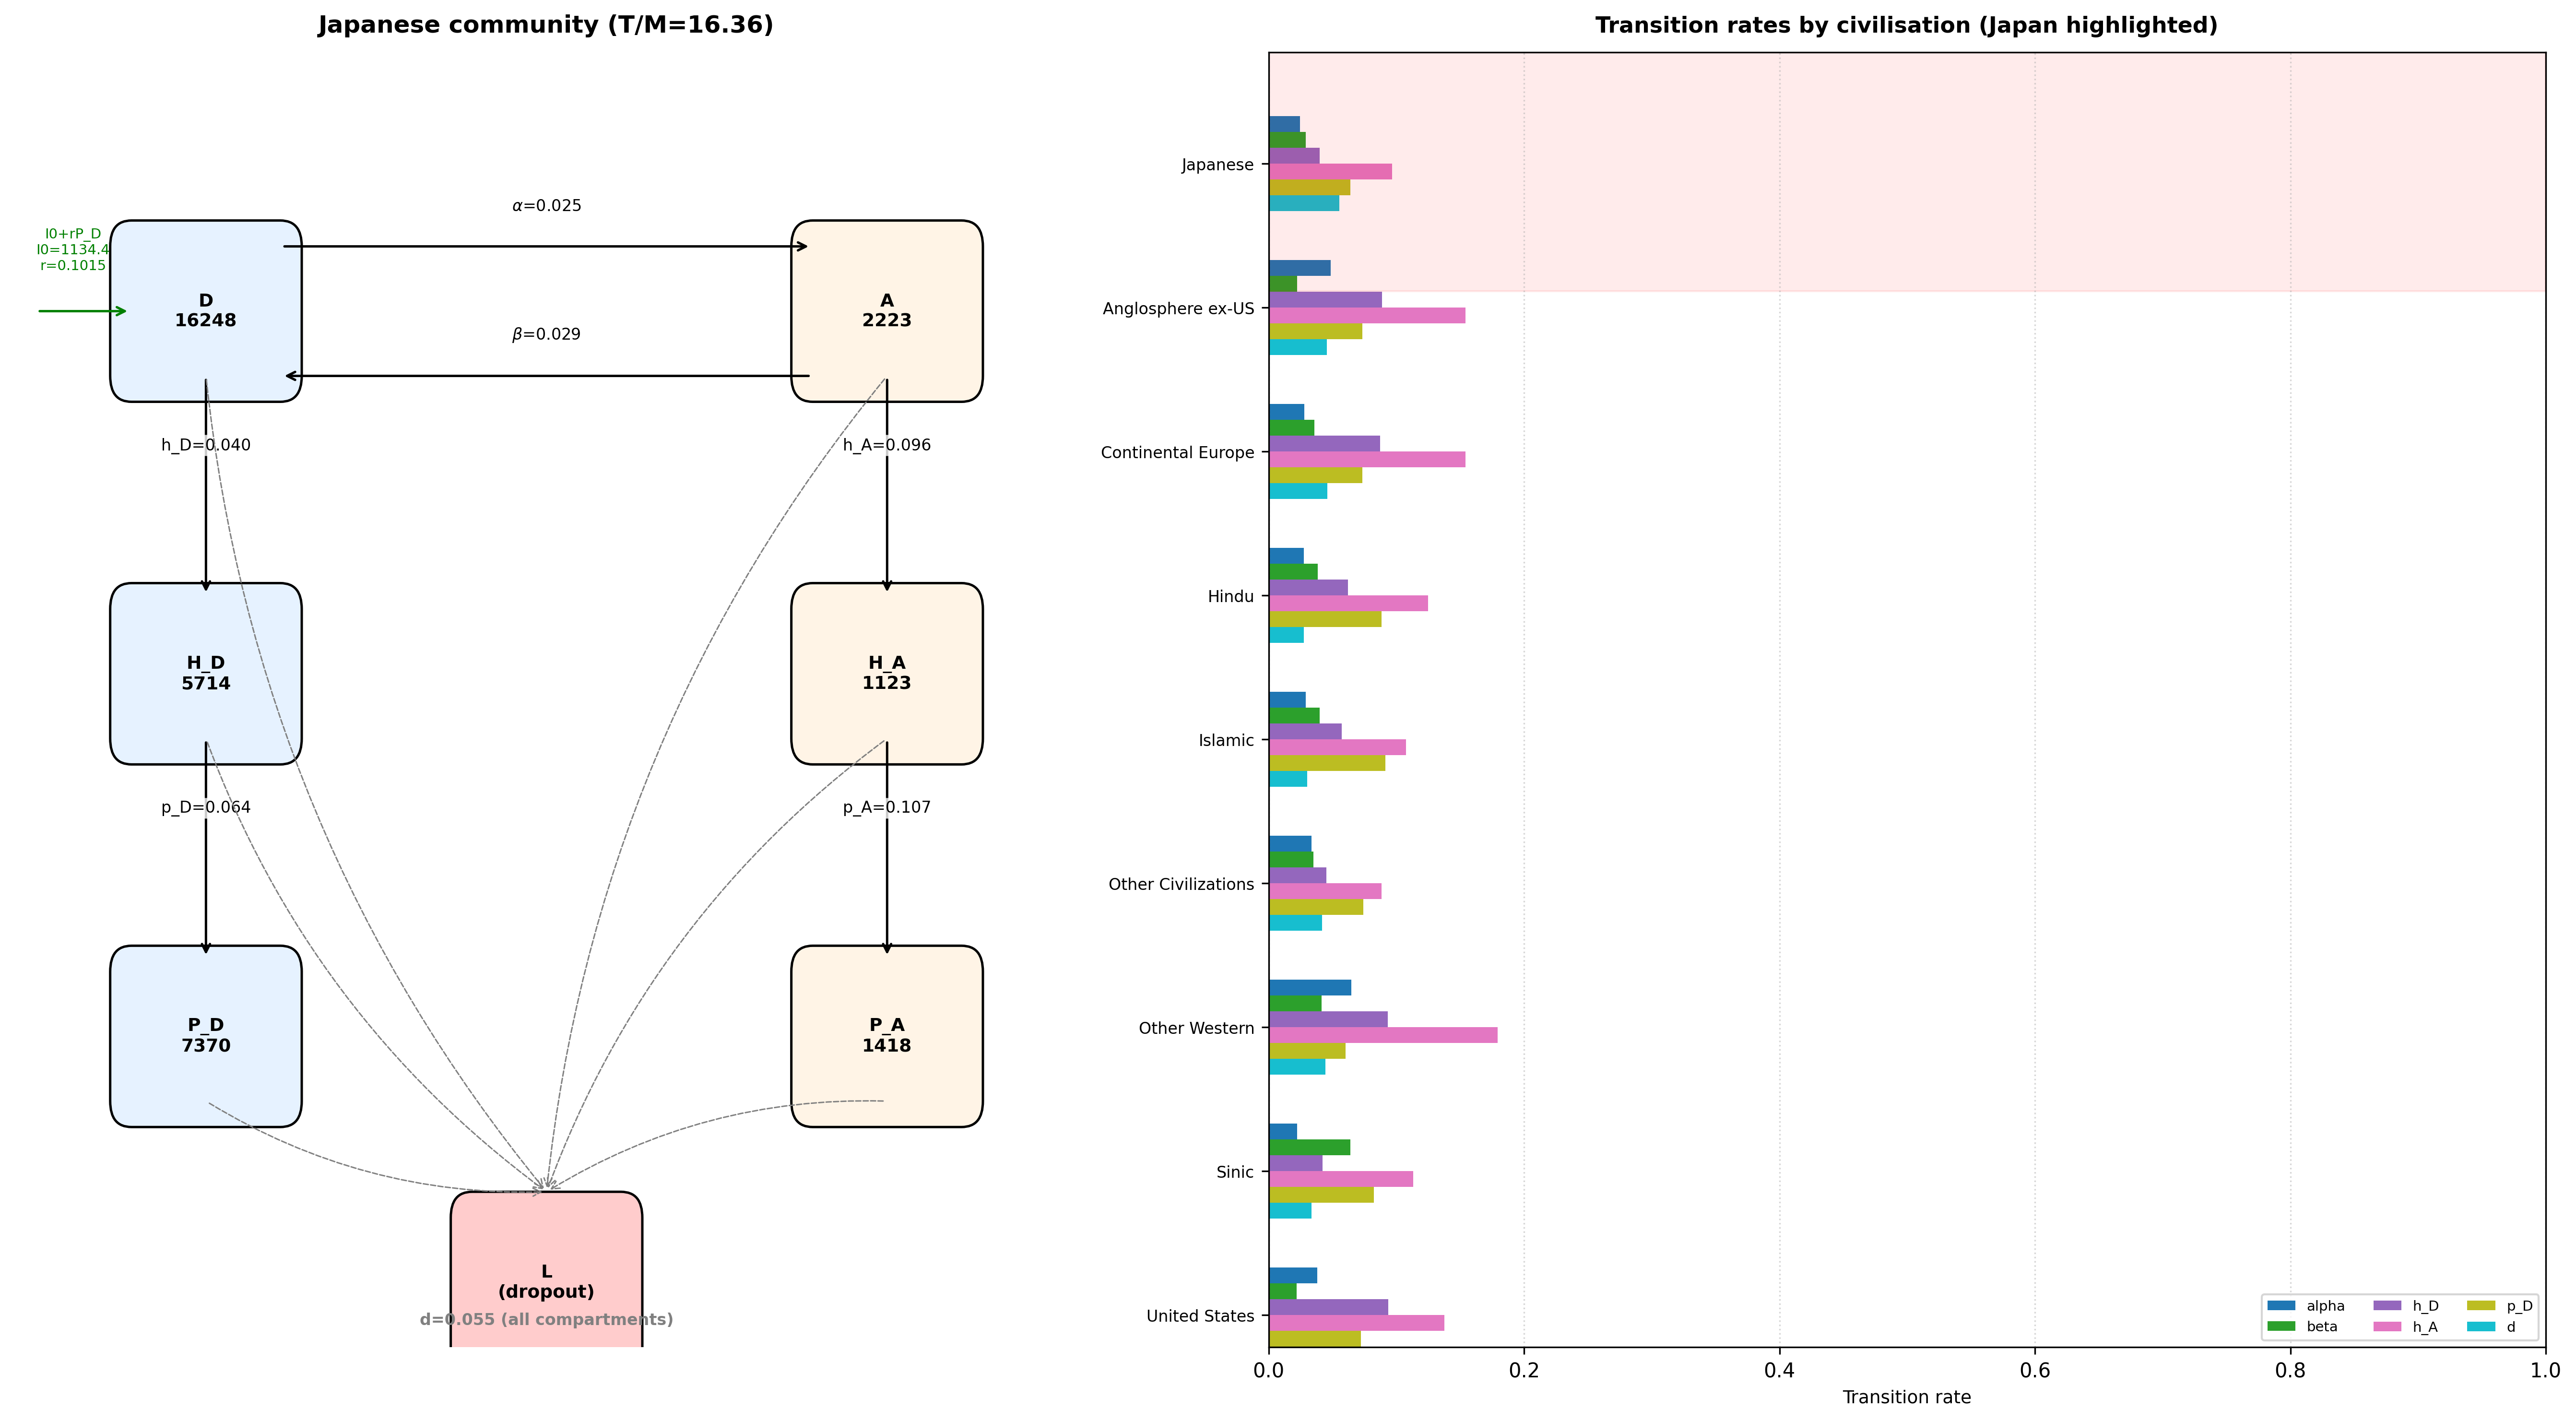 Japanese community (T/M=16.36)
I0+rP_D
I0=1134.4
r=0.1015
D
16248
α=0.025
β=0.029
A
2223
h_D=0.040
h_A=0.096
H_D
5714
H_A
1123
p_D=0.064
p_A=0.107
P_D
7370
P_A
1418
L
(dropout)
d=0.055 (all compartments)
Transition rates by civilisation (Japan highlighted)
Japanese
Anglosphere ex-US
Continental Europe
Hindu
Islamic
Other Civilizations
Other Western
Sinic
United States
alpha
beta
h_D
h_A
p_D
d
0.0 0.2 0.4 0.6 0.8 1.0
Transition rate